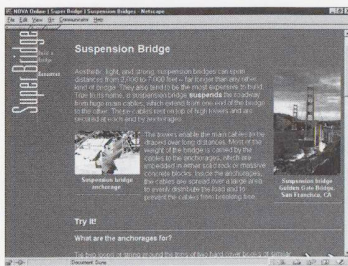 NOVA Online | Super Bridge | Suspension Bridges - Netscape
File Edit View Go Communicator Help
Super Bridge
Suspension Bridge
Aesthetic, light, and strong, suspension bridges can span
distances from 2,000 to 7,000 feet -- far longer than any other
kind of bridge. They also tend to be the most expensive to build.
True to its name, a suspension bridge suspends the roadway
from huge main cables, which extend from one end of the bridge
to the other. These cables rest on top of high towers and are
secured at each end by anchorages.
The towers enable the main cables to be
draped over long distances. Most of the
weight of the bridge is carried by the
cables to the anchorages, which are
imbedded in either solid rock or massive
concrete blocks. Inside the anchorages,
the cables are spread over a large area
to evenly distribute the load and to
prevent the cables from breaking free.
Suspension bridge
anchorage
Suspension bridge
Golden Gate Bridge,
San Francisco, CA
Try It!
What are the anchorages for?
Document: Done